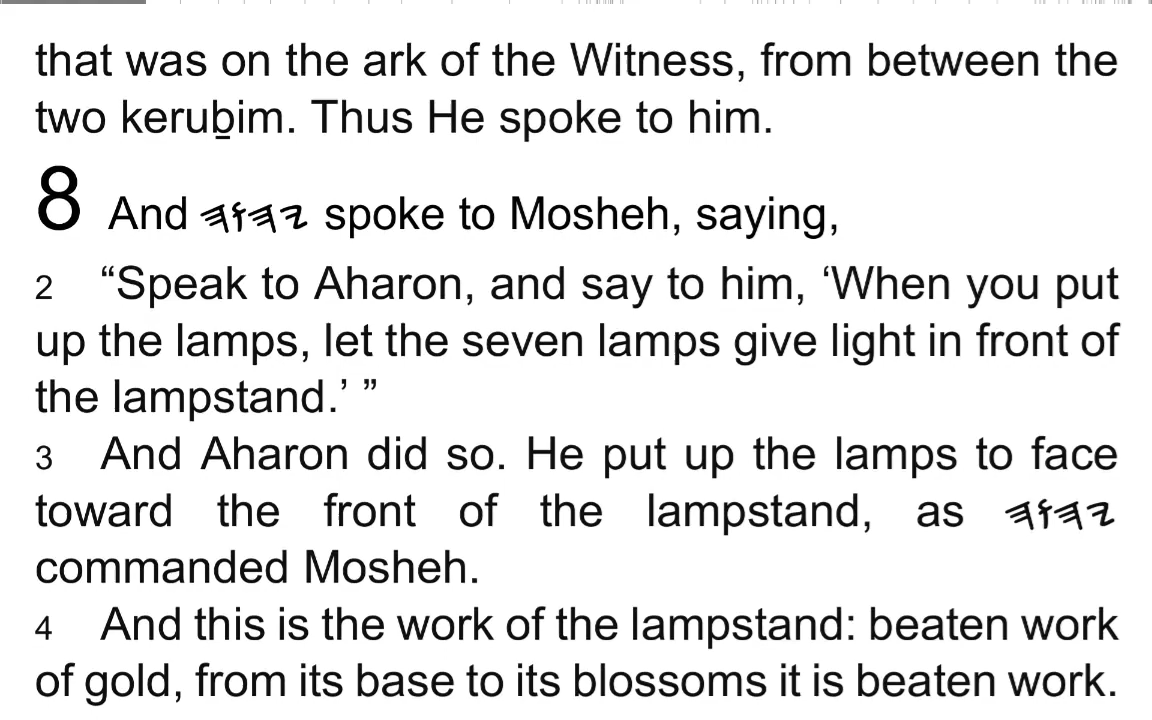 that was on the ark of the Witness, from between the
two keruḇim. Thus He spoke to him.
8 And 𐤉𐤄𐤅𐤄 spoke to Mosheh, saying,
2 “Speak to Aharon, and say to him, ‘When you put
up the lamps, let the seven lamps give light in front of
the lampstand.’ ”
3 And Aharon did so. He put up the lamps to face
toward the front of the lampstand, as 𐤉𐤄𐤅𐤄
commanded Mosheh.
4 And this is the work of the lampstand: beaten work
of gold, from its base to its blossoms it is beaten work.